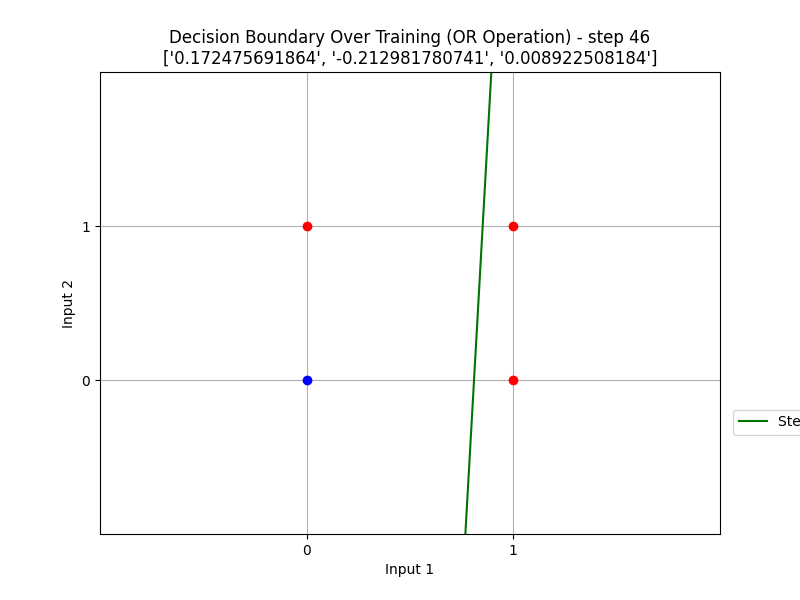 Decision Boundary Over Training (OR Operation) - step 46
['0.172475691864', '-0.212981780741', '0.008922508184']
Input 2
1
0
0
1
Input 1